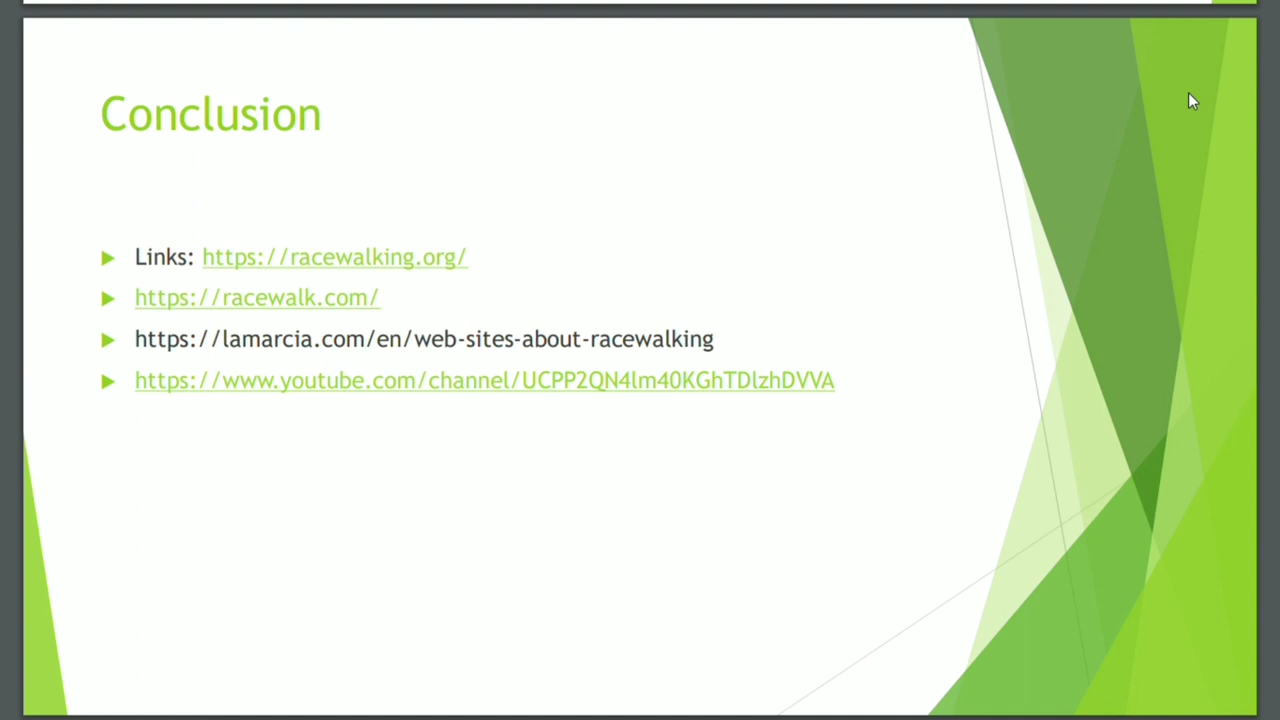 Conclusion
Links: https://racewalking.org/
https://racewalk.com/
https://lamarcia.com/en/web-sites-about-racewalking
https://www.youtube.com/channel/UCPP2QN4lm40KGhTDlzhDVVA